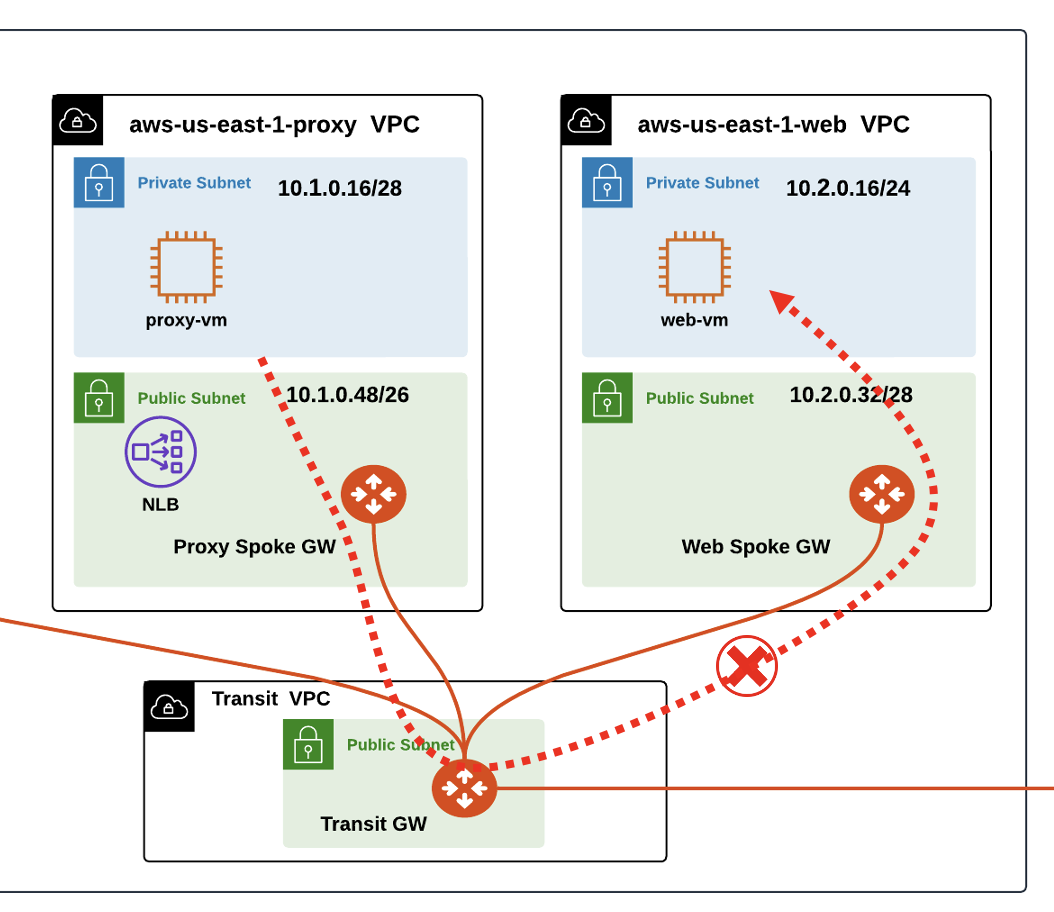 aws-us-east-1-proxy VPC
Private Subnet 10.1.0.16/28
proxy-vm
Public Subnet 10.1.0.48/26
NLB
Proxy Spoke GW
aws-us-east-1-web VPC
Private Subnet 10.2.0.16/24
web-vm
Public Subnet 10.2.0.32/28
Web Spoke GW
Transit VPC
Public Subnet
Transit GW